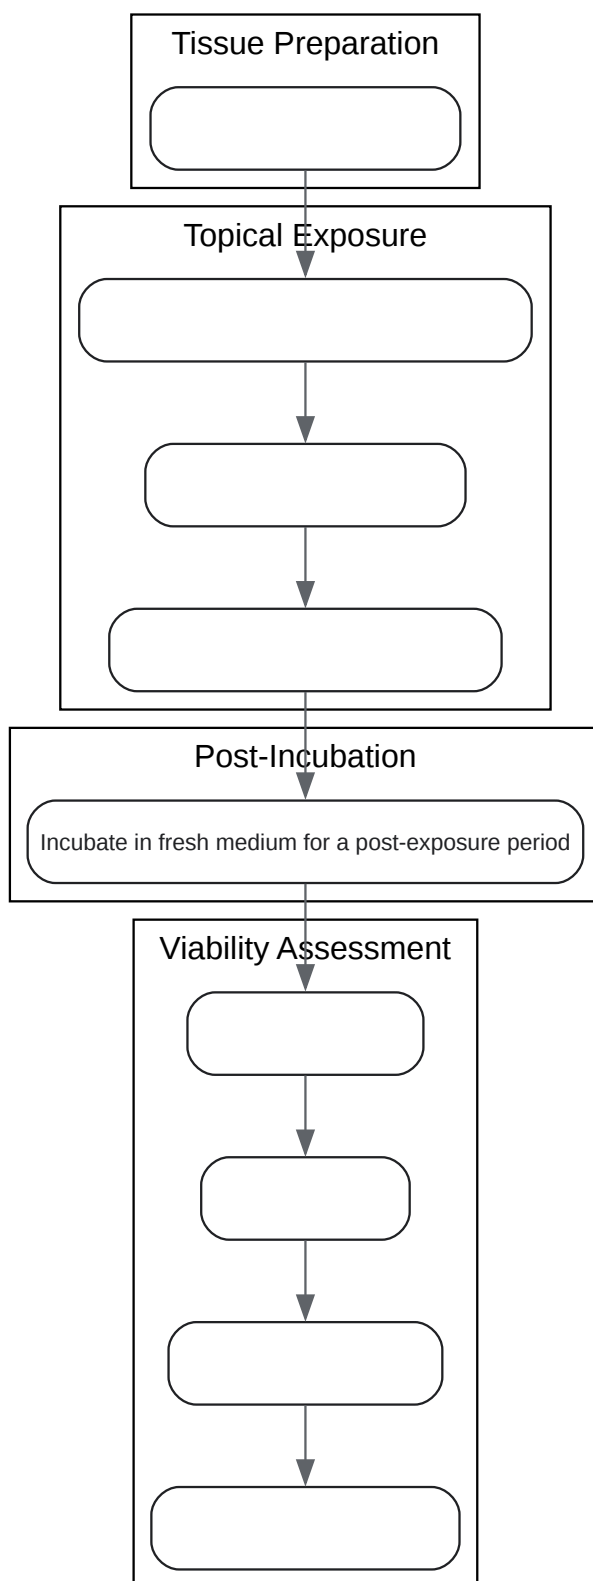 Tissue Preparation
Topical Exposure
Post-Incubation
Incubate in fresh medium for a post-exposure period
Viability Assessment